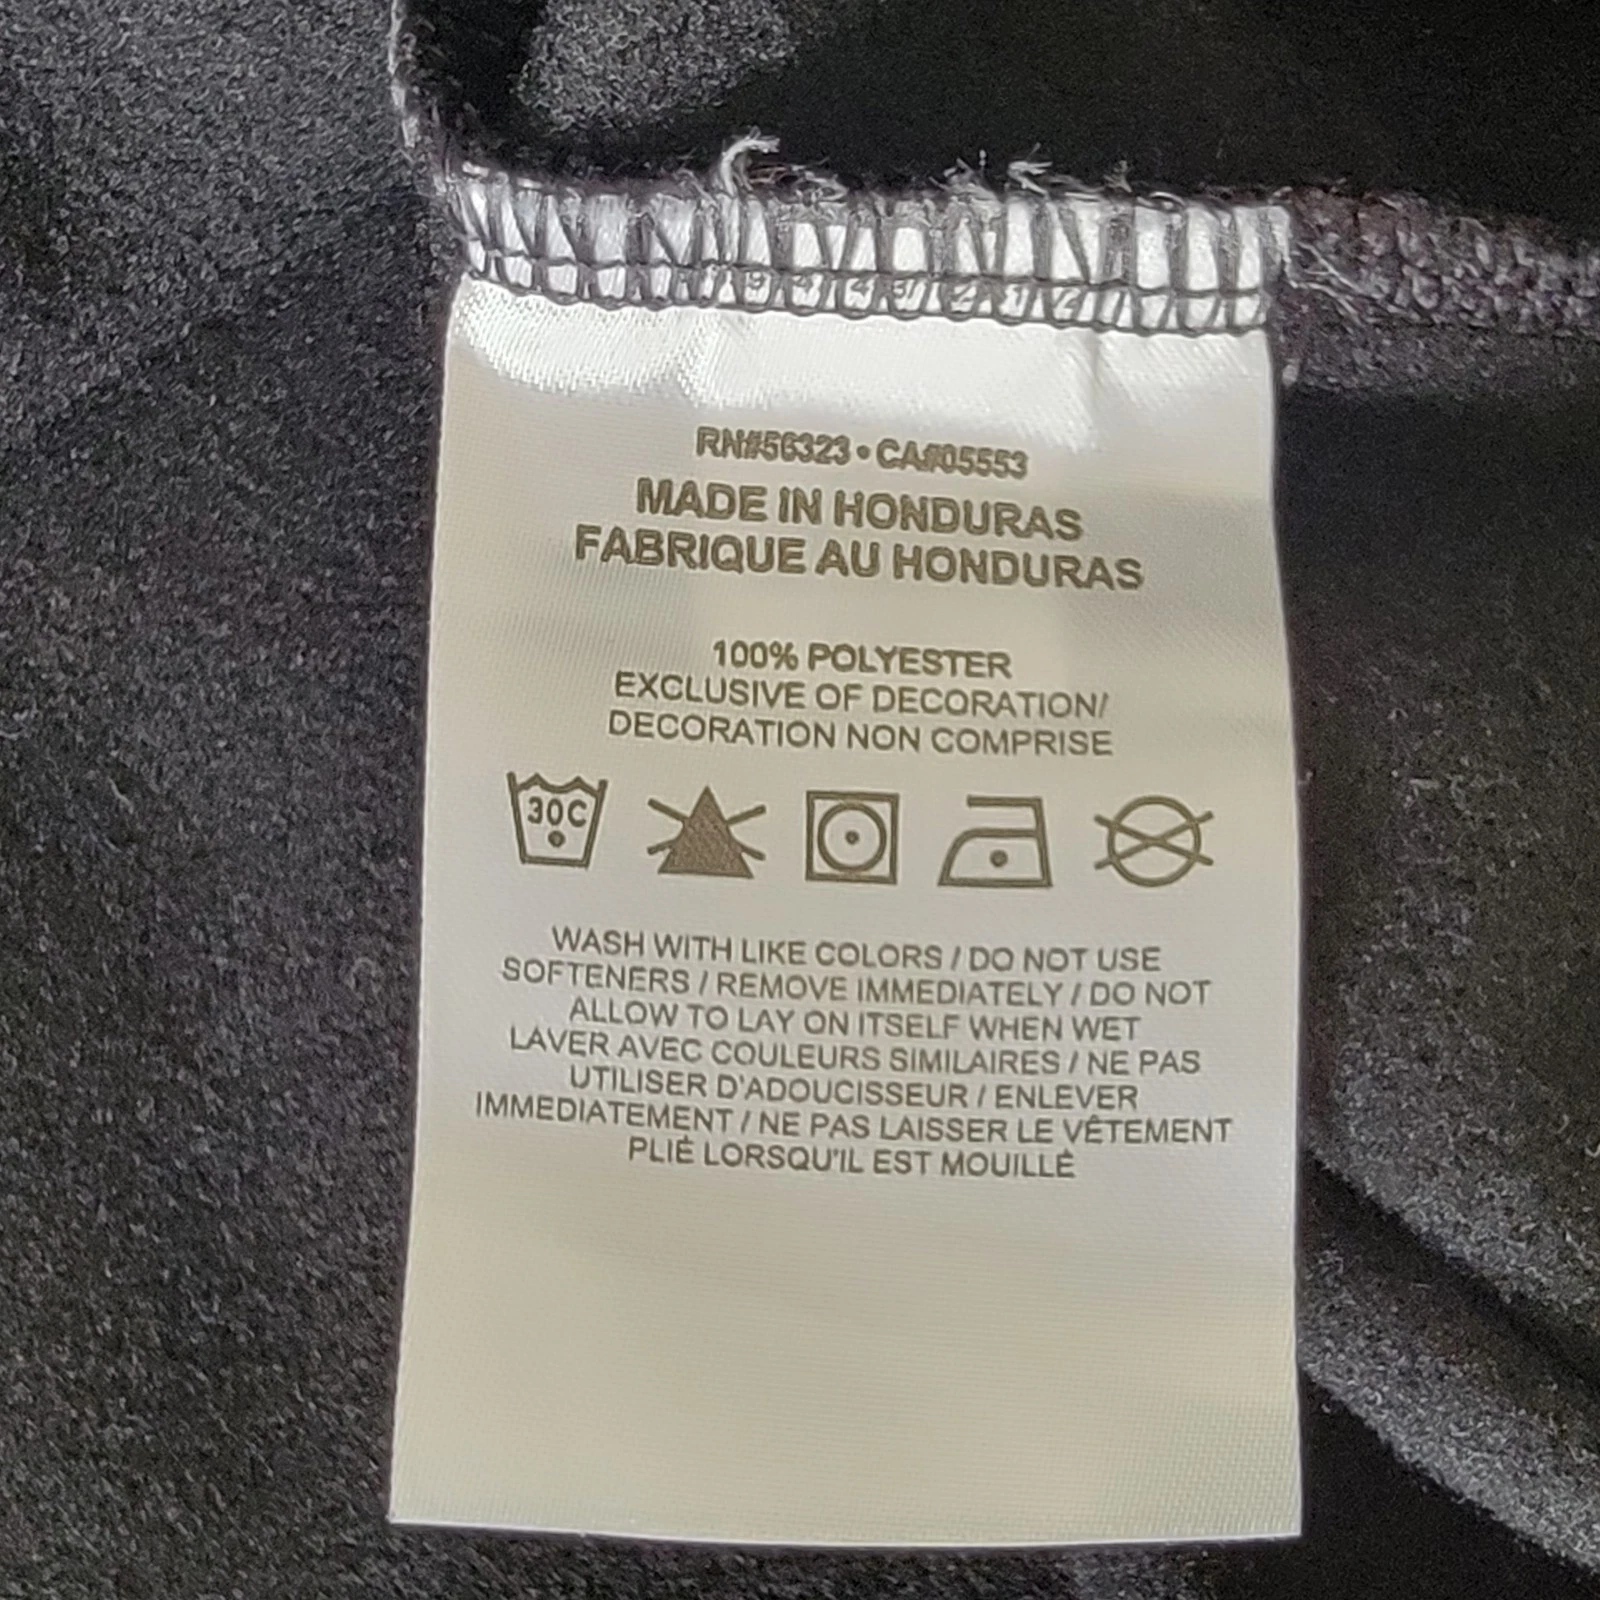 RN#56323 • CA#05553
MADE IN HONDURAS
FABRIQUE AU HONDURAS
100% POLYESTER
EXCLUSIVE OF DECORATION/
DECORATION NON COMPRISE
30C
WASH WITH LIKE COLORS / DO NOT USE
SOFTENERS / REMOVE IMMEDIATELY / DO NOT
ALLOW TO LAY ON ITSELF WHEN WET
LAVER AVEC COULEURS SIMILAIRES / NE PAS
UTILISER D'ADOUCISSEUR / ENLEVER
IMMEDIATEMENT / NE PAS LAISSER LE VÊTEMENT
PLIÉ LORSQU'IL EST MOUILLÉ